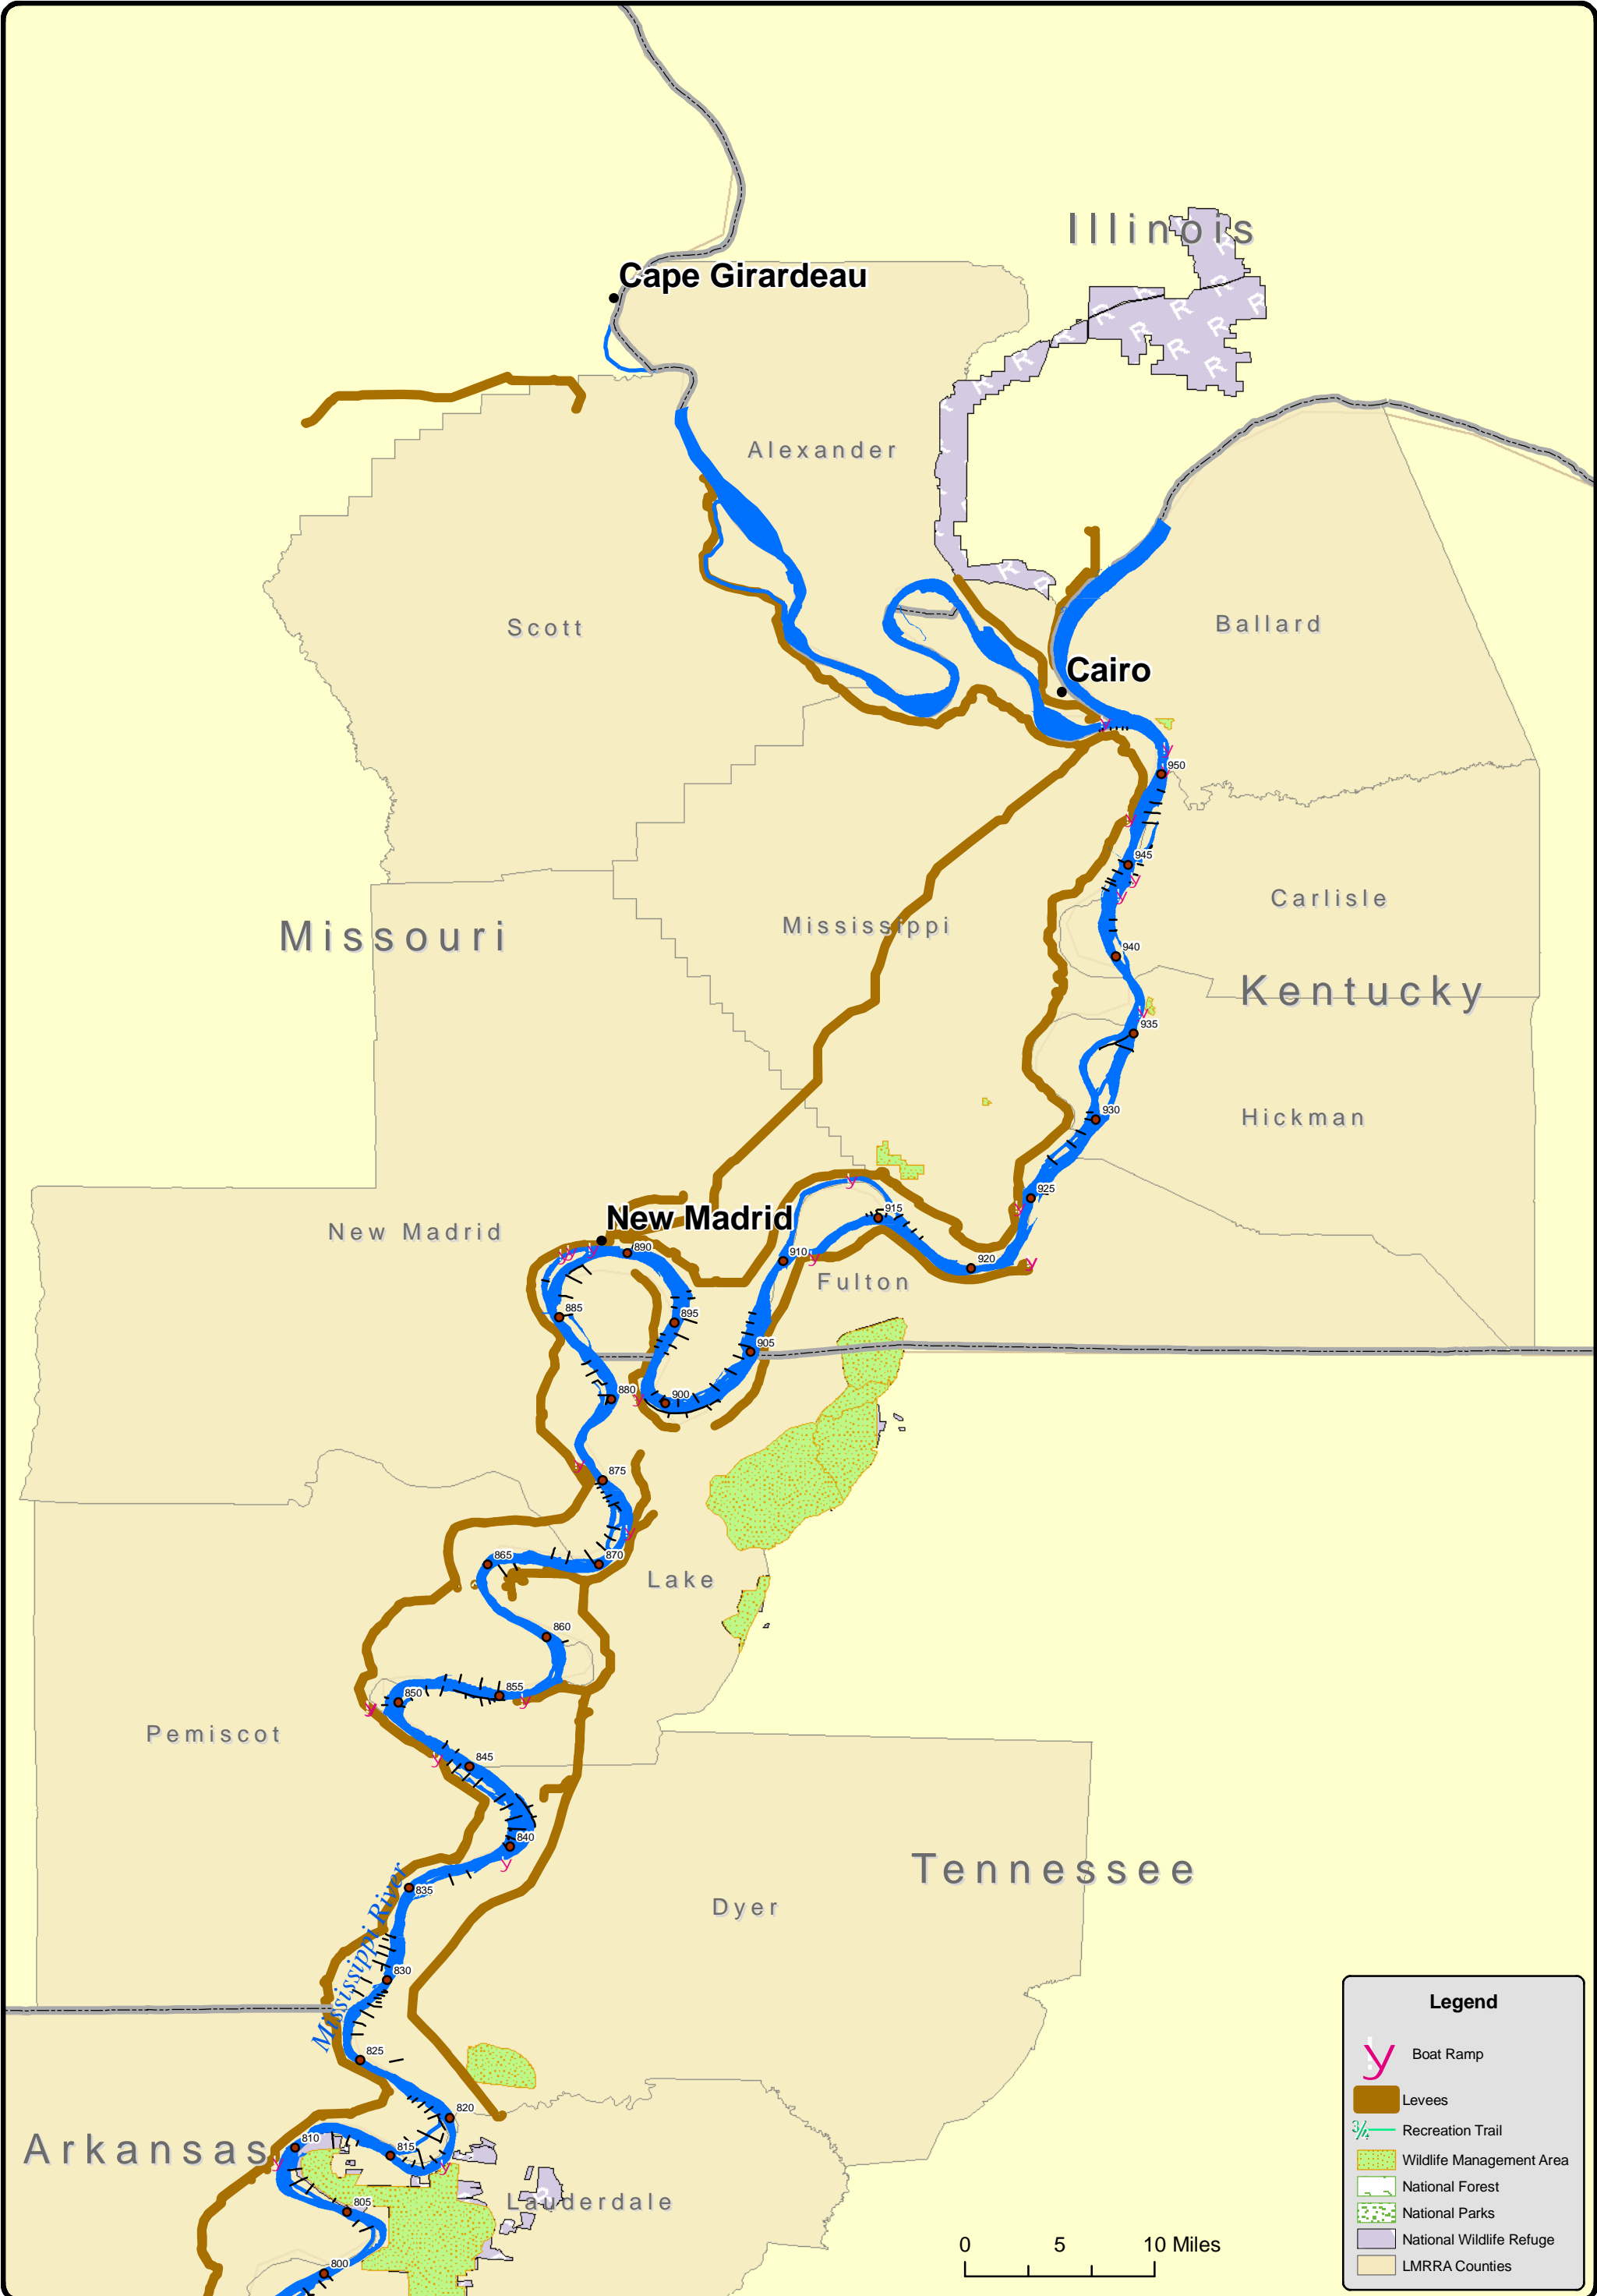 Illinois
Cape Girardeau
Alexander
Scott
Ballard
Cairo
950
945
Carlisle
Mississippi
Missouri
940
Kentucky
935
930
Hickman
925
New Madrid
915
New Madrid
890
910
920
Fulton
885
895
905
880
900
875
865
870
Lake
860
855
850
Pemiscot
845
840
Tennessee
835
Dyer
Mississippi River
830
825
820
Arkansas
810
815
805
Lauderdale
800
0 5 10 Miles
Legend
Boat Ramp
Levees
Recreation Trail
Wildlife Management Area
National Forest
National Parks
National Wildlife Refuge
LMRRA Counties